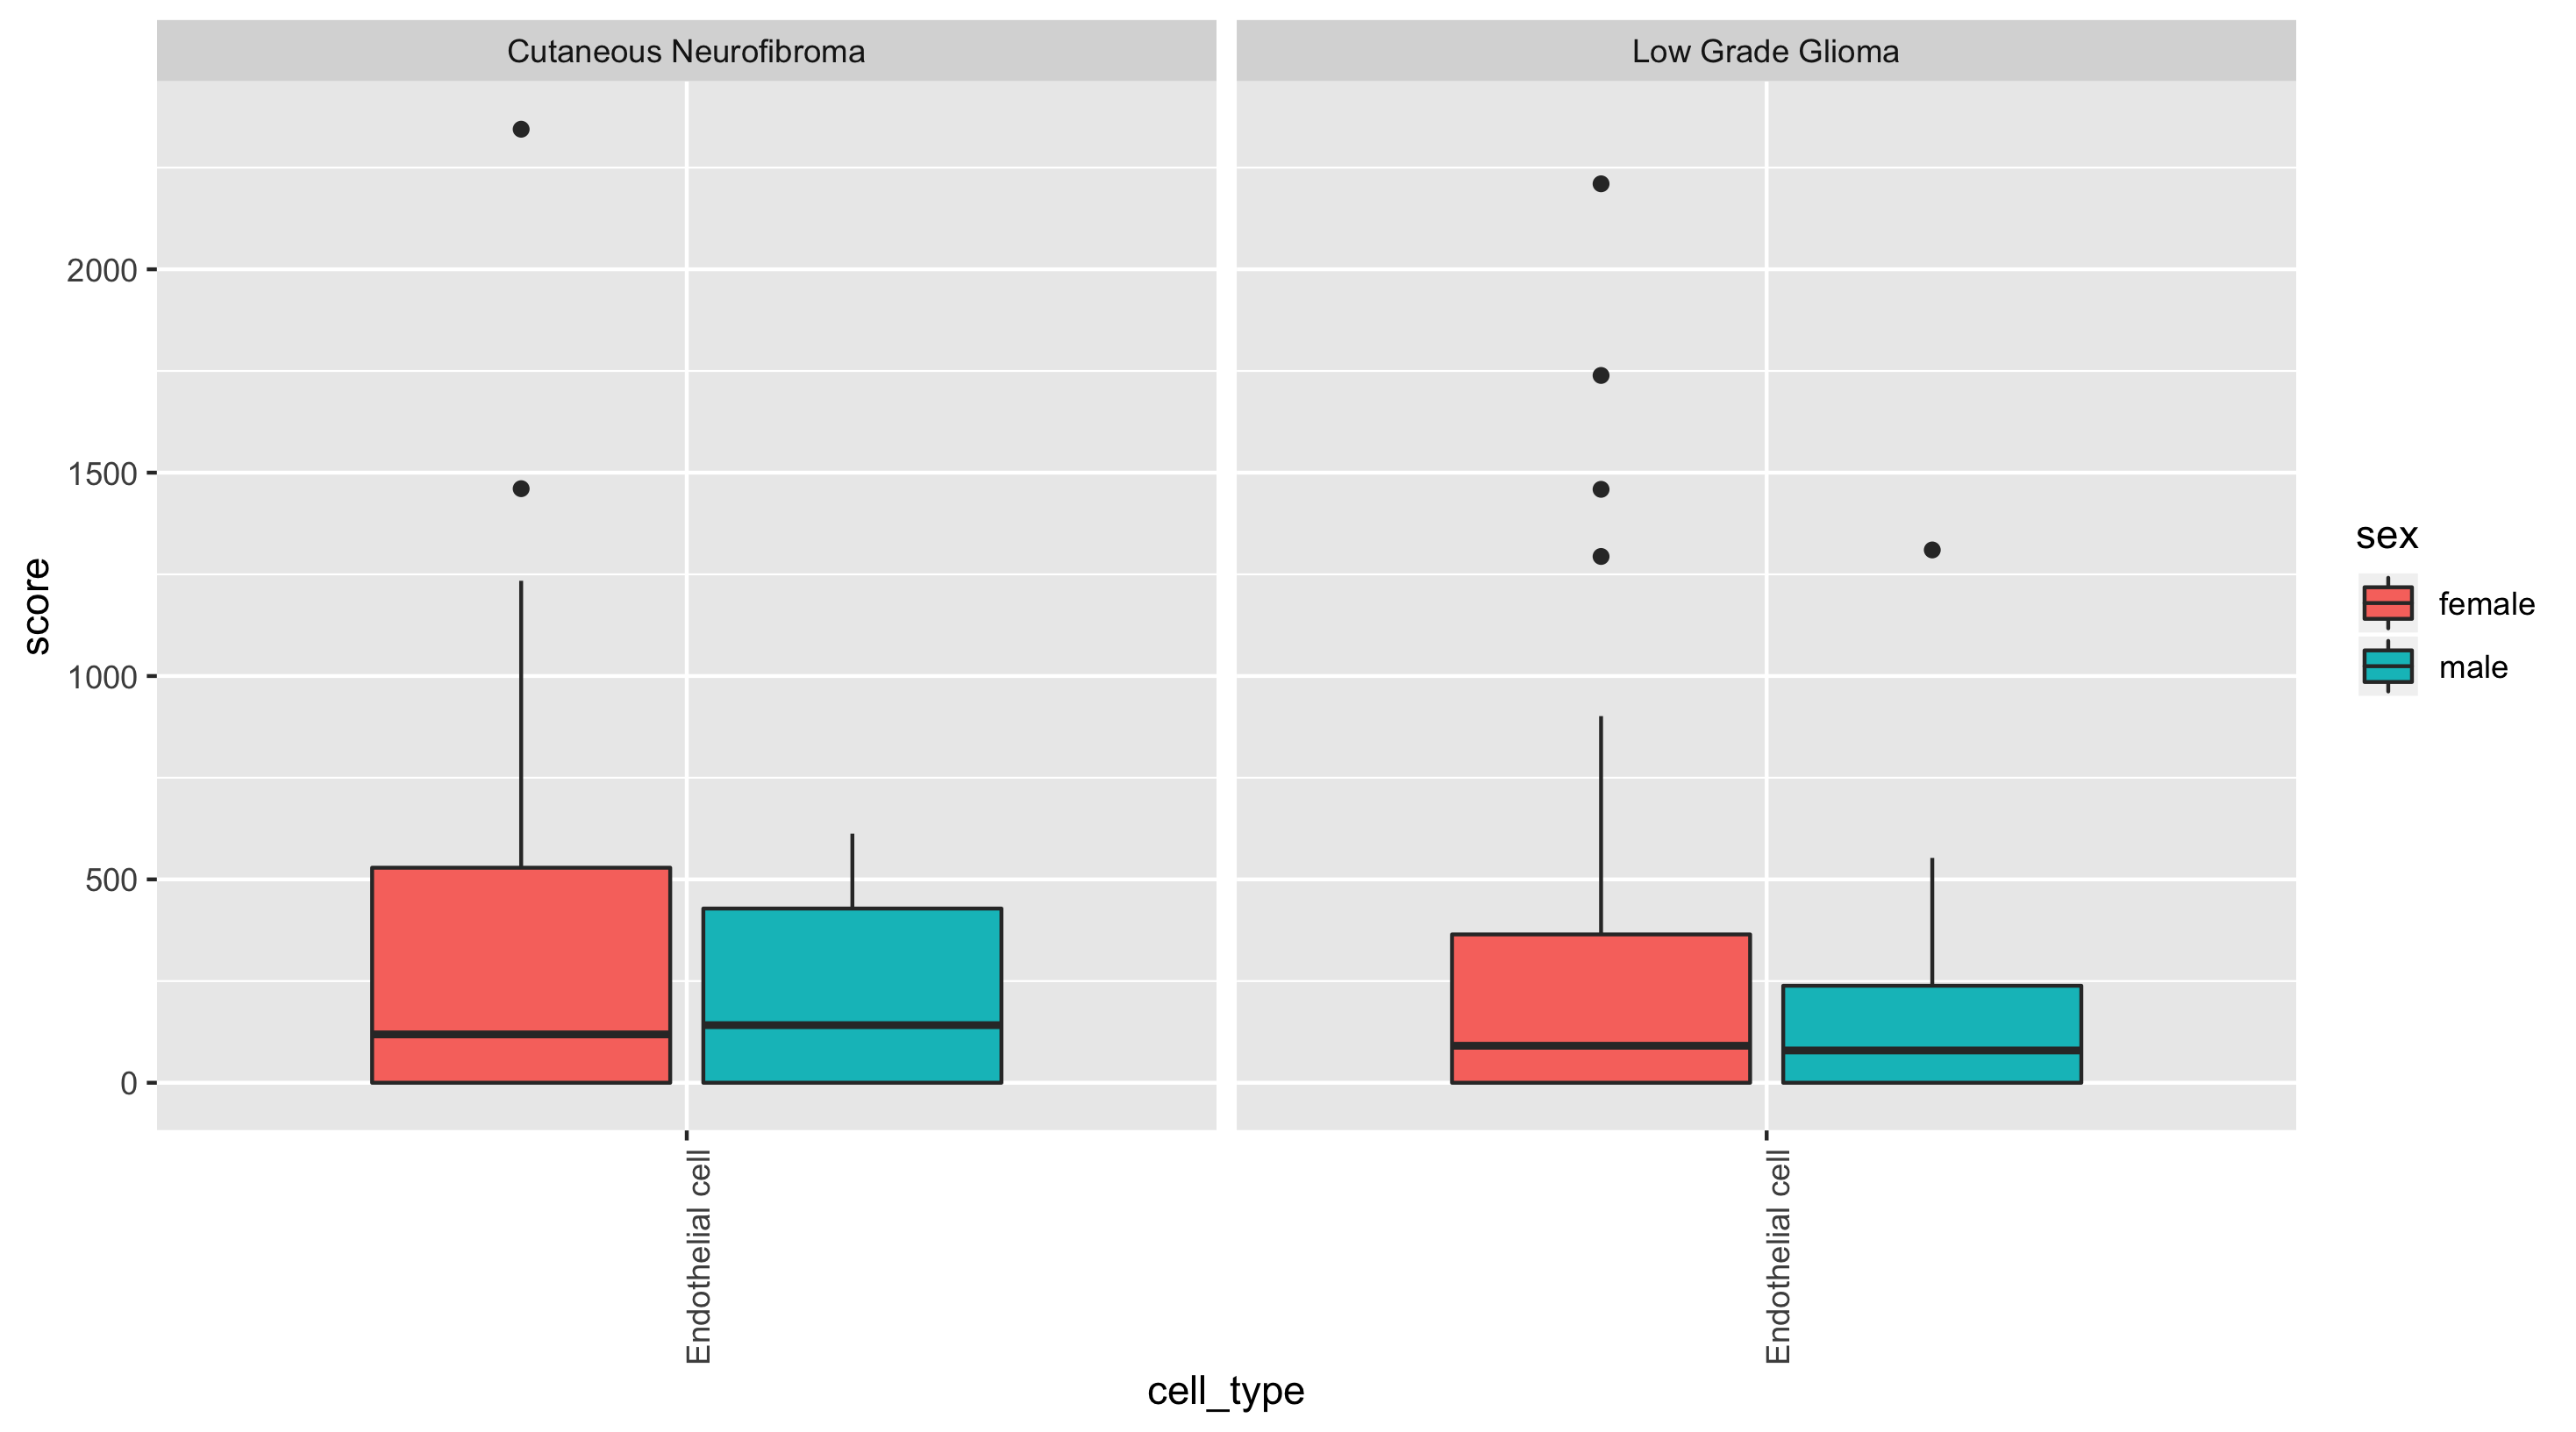 Cutaneous Neurofibroma
Low Grade Glioma
2000
1500
1000
500
0
score
Endothelial cell
Endothelial cell
cell_type
sex
female
male